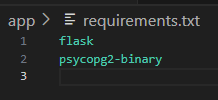 app > requirements.txt
1 flask
2 psycopg2-binary
3